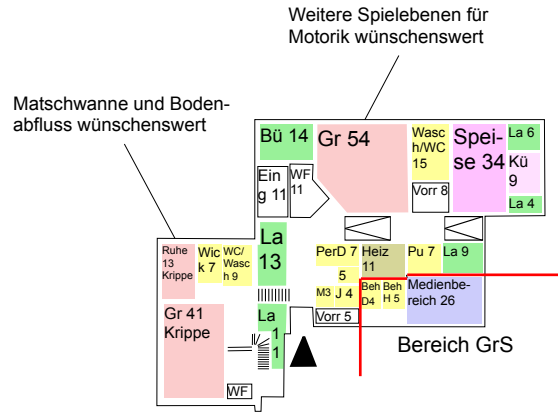 Weitere Spielebenen für
Motorik wünschenswert
Matschwanne und Boden-
abfluss wünschenswert
Bü 14
Gr 54
Wasc
h/WC
15
Spei-
se 34
La 6
Kü
9
La 4
Ein
g 11
WF
11
Vorr 8
La
13
Ruhe
13
Krippe
Wic
k 7
WC/
Wasc
h 9
PerD 7
5
Heiz
11
Pu 7
La 9
M3
J 4
Beh
D4
Beh
H 5
Medienbe-
reich 26
Vorr 5
Gr 41
Krippe
La
1
1
WF
Bereich GrS